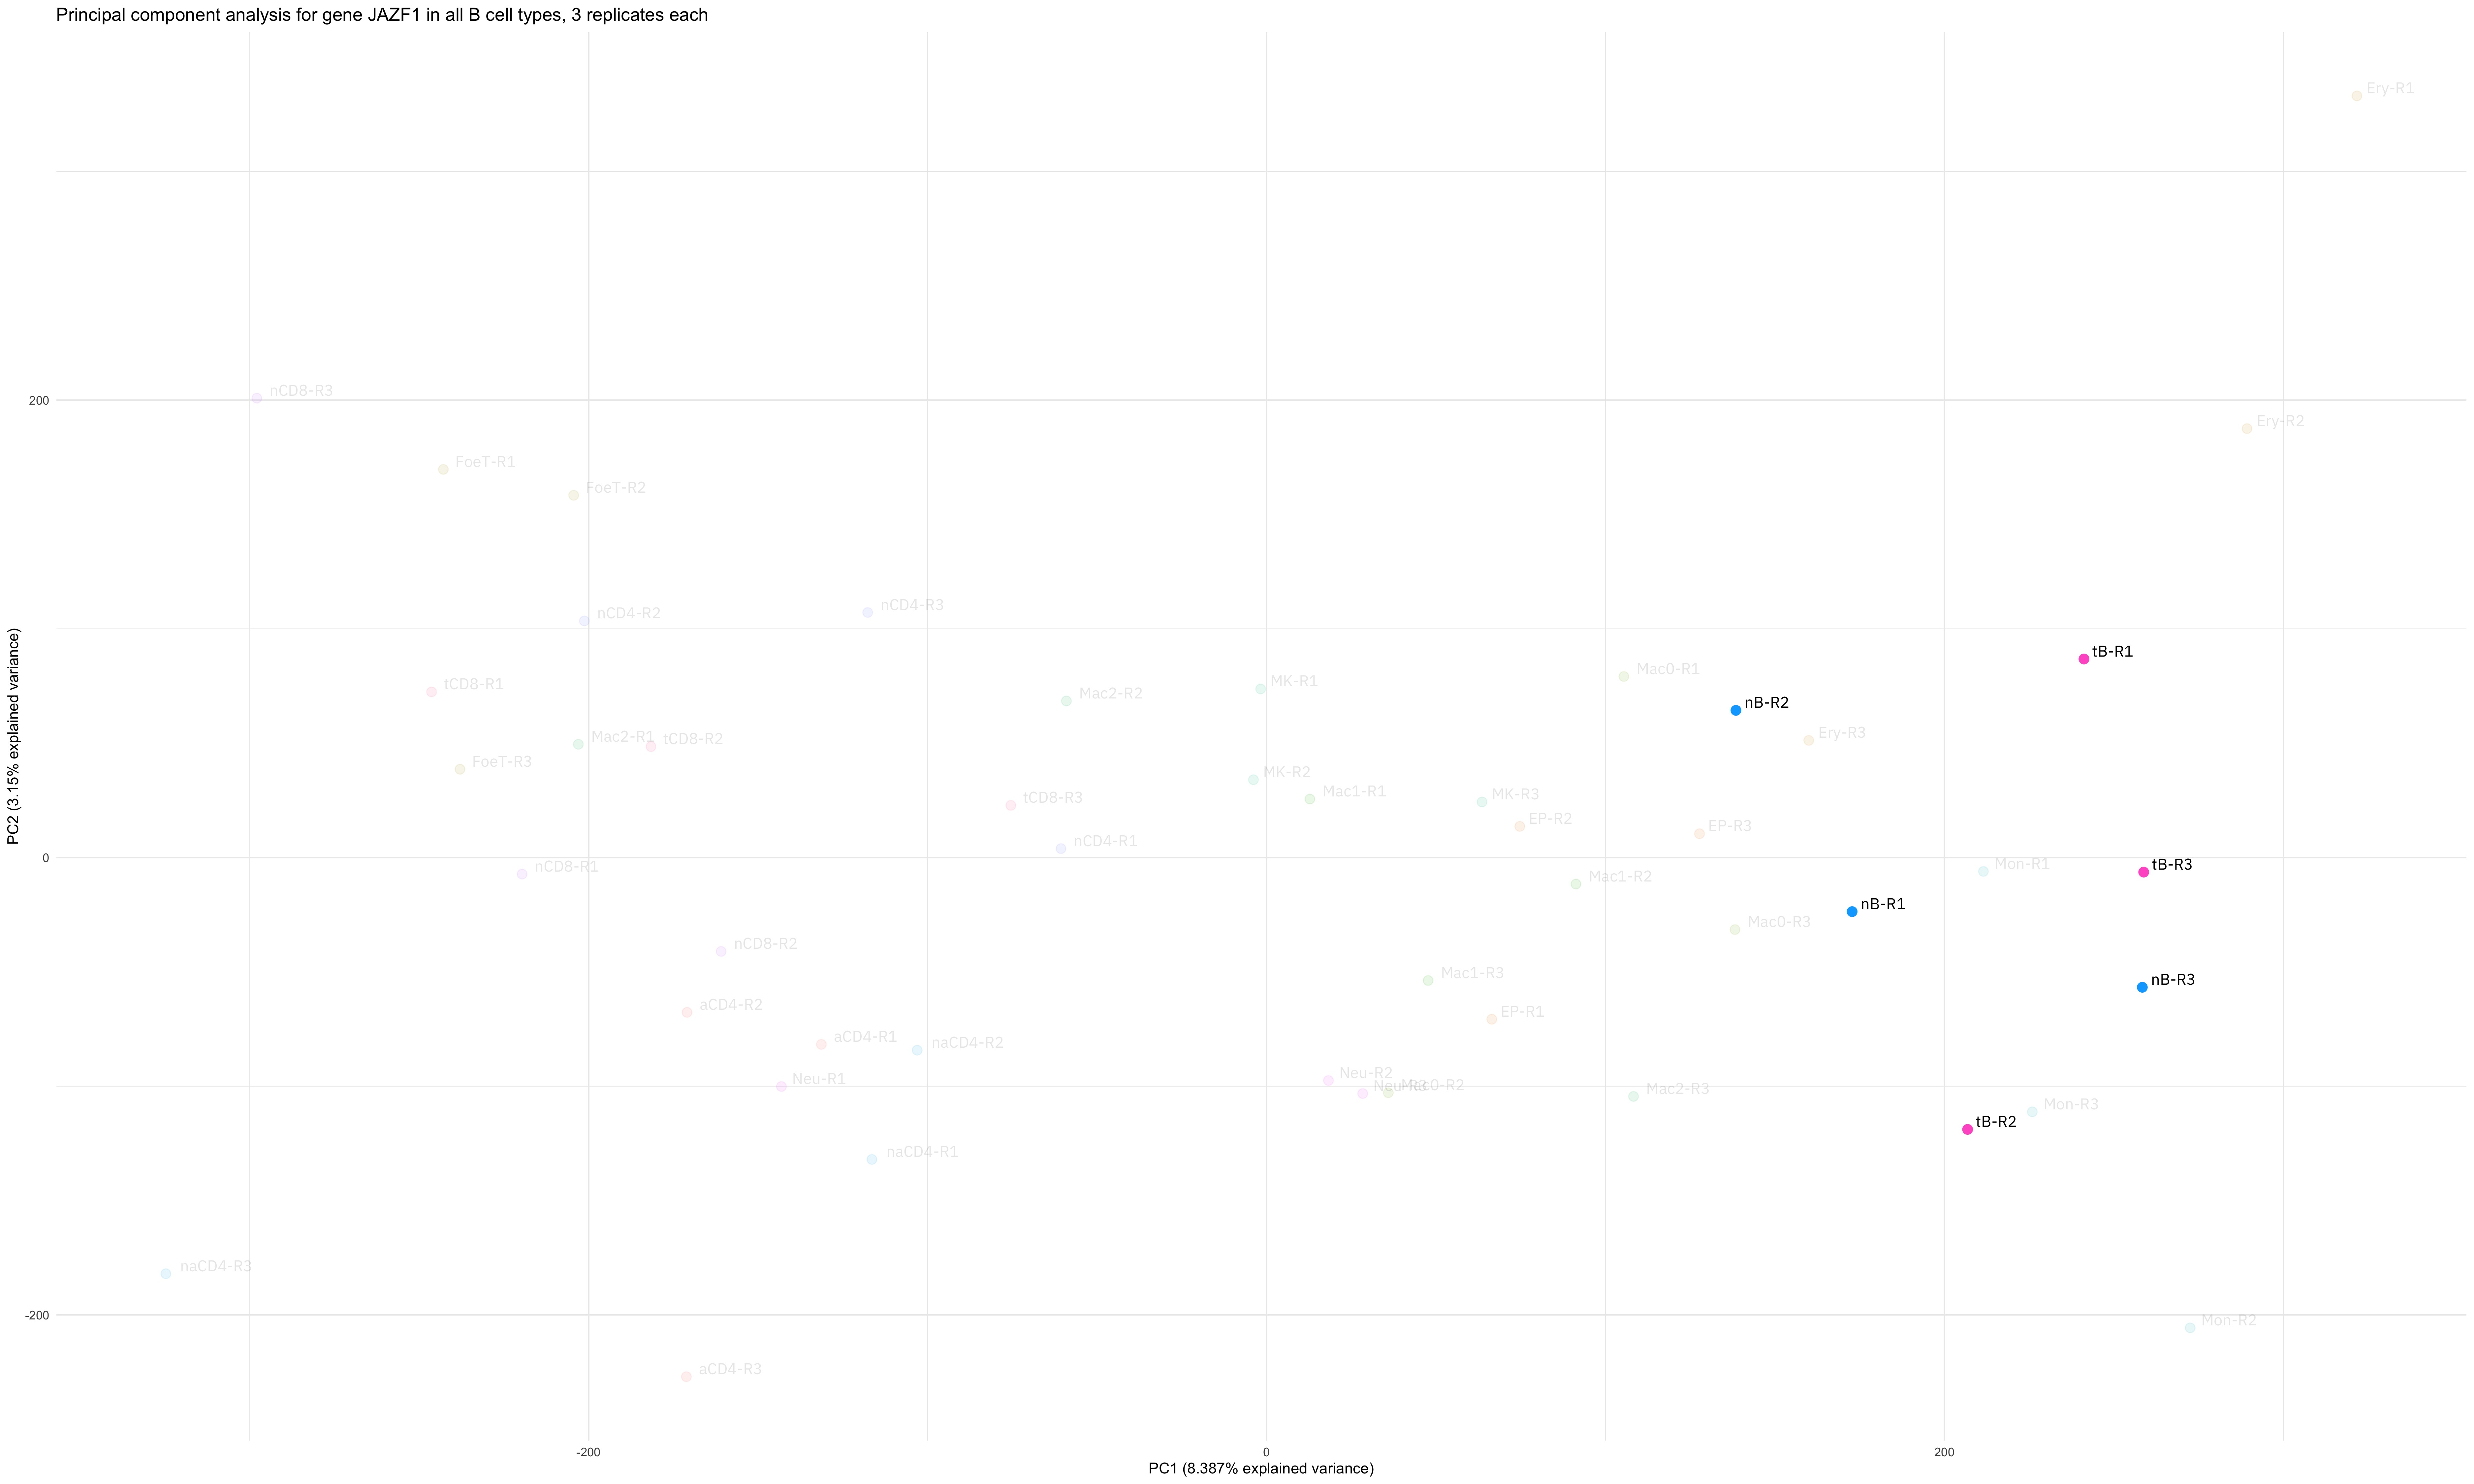 Principal component analysis for gene JAZF1 in all B cell types, 3 replicates each
Ery-R1
nCD8-R3
200
Ery-R2
FoeT-R1
FoeT-R2
nCD4-R3
nCD4-R2
tB-R1
Mac0-R1
MK-R1
tCD8-R1
Mac2-R2
nB-R2
Mac2-R1
tCD8-R2
Ery-R3
FoeT-R3
MK-R2
Mac1-R1
MK-R3
tCD8-R3
EP-R2
EP-R3
nCD4-R1
0
Mon-R1
tB-R3
nCD8-R1
Mac1-R2
nB-R1
Mac0-R3
nCD8-R2
Mac1-R3
nB-R3
aCD4-R2
EP-R1
aCD4-R1
naCD4-R2
Neu-R2
Neu-R1
Neu-R3
Mac0-R2
Mac2-R3
Mon-R3
tB-R2
naCD4-R1
naCD4-R3
-200
Mon-R2
aCD4-R3
-200
0
200
PC1 (8.387% explained variance)
PC2 (3.15% explained variance)